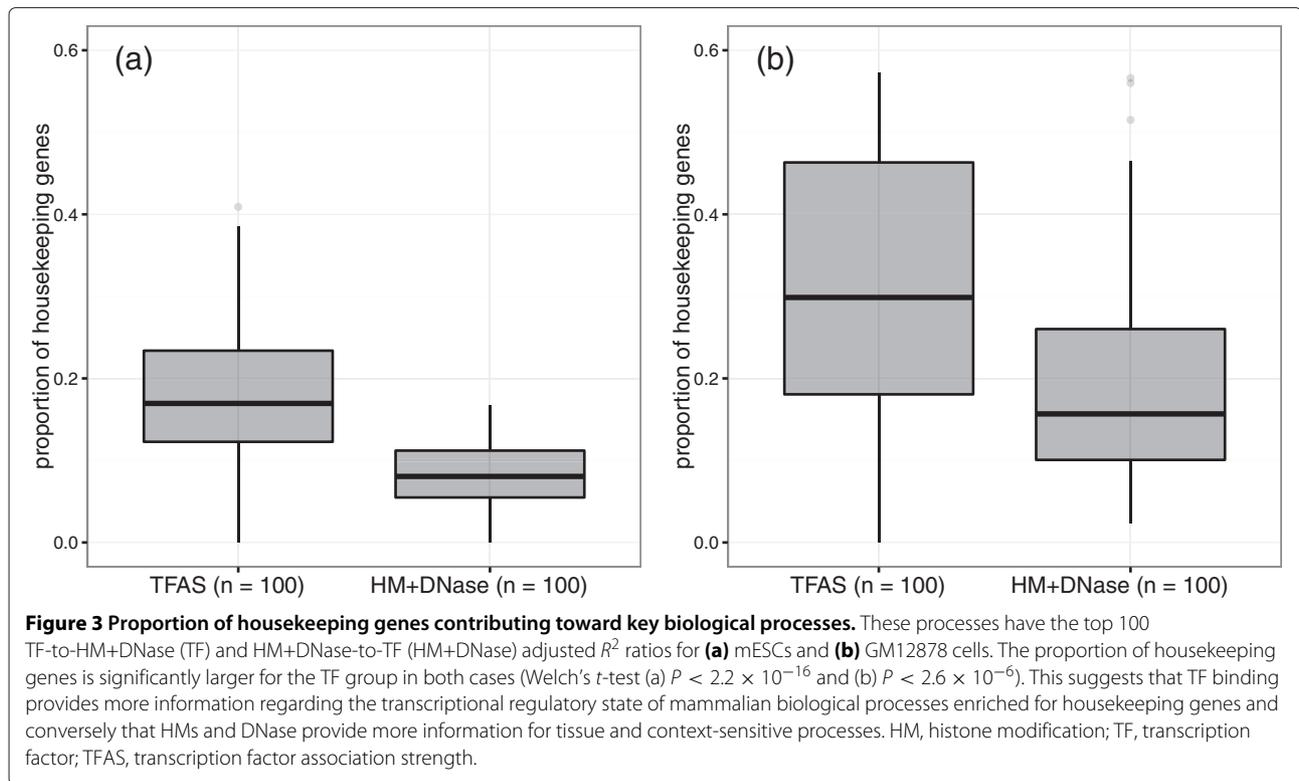 (a)
proportion of housekeeping genes
0.6
0.4
0.2
0.0
TFAS (n = 100)
HM+DNase (n = 100)
(b)
proportion of housekeeping genes
0.6
0.4
0.2
0.0
TFAS (n = 100)
HM+DNase (n = 100)
Figure 3 Proportion of housekeeping genes contributing toward key biological processes. These processes have the top 100
TF-to-HM+DNase (TF) and HM+DNase-to-TF (HM+DNase) adjusted R² ratios for (a) mESCs and (b) GM12878 cells. The proportion of housekeeping
genes is significantly larger for the TF group in both cases (Welch's t-test (a) P < 2.2 × 10⁻¹⁶ and (b) P < 2.6 × 10⁻⁶). This suggests that TF binding
provides more information regarding the transcriptional regulatory state of mammalian biological processes enriched for housekeeping genes and
conversely that HMs and DNase provide more information for tissue and context-sensitive processes. HM, histone modification; TF, transcription
factor; TFAS, transcription factor association strength.